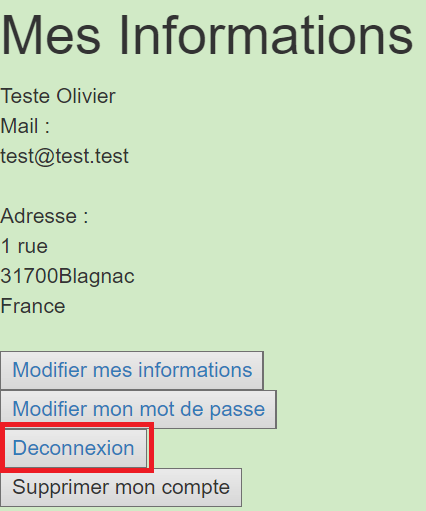 Mes Informations
Teste Olivier
Mail :
test@test.test
Adresse :
1 rue
31700Blagnac
France
Modifier mes informations
Modifier mon mot de passe
Deconnexion
Supprimer mon compte